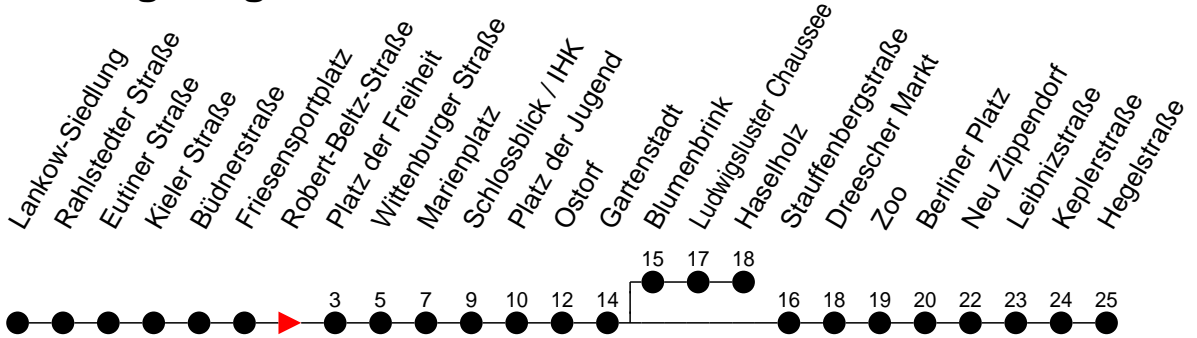 Lankow-Siedlung
Rahlstedter Straße
Eutiner Straße
Kieler Straße
Büdnerstraße
Friesensportplatz
Robert-Beltz-Straße
Platz der Freiheit
Wittenburger Straße
Marienplatz
Schlossblick / IHK
Platz der Jugend
Ostorf
Gartenstadt
Blumenbrink
Ludwigsluster Chaussee
Haselholz
Stauffenbergstraße
Dreescher Markt
Zoo
Berliner Platz
Neu Zippendorf
Leibnizstraße
Keplerstraße
Hegelstraße
15 17 18
3 5 7 9 10 12 14 16 18 19 20 22 23 24 25